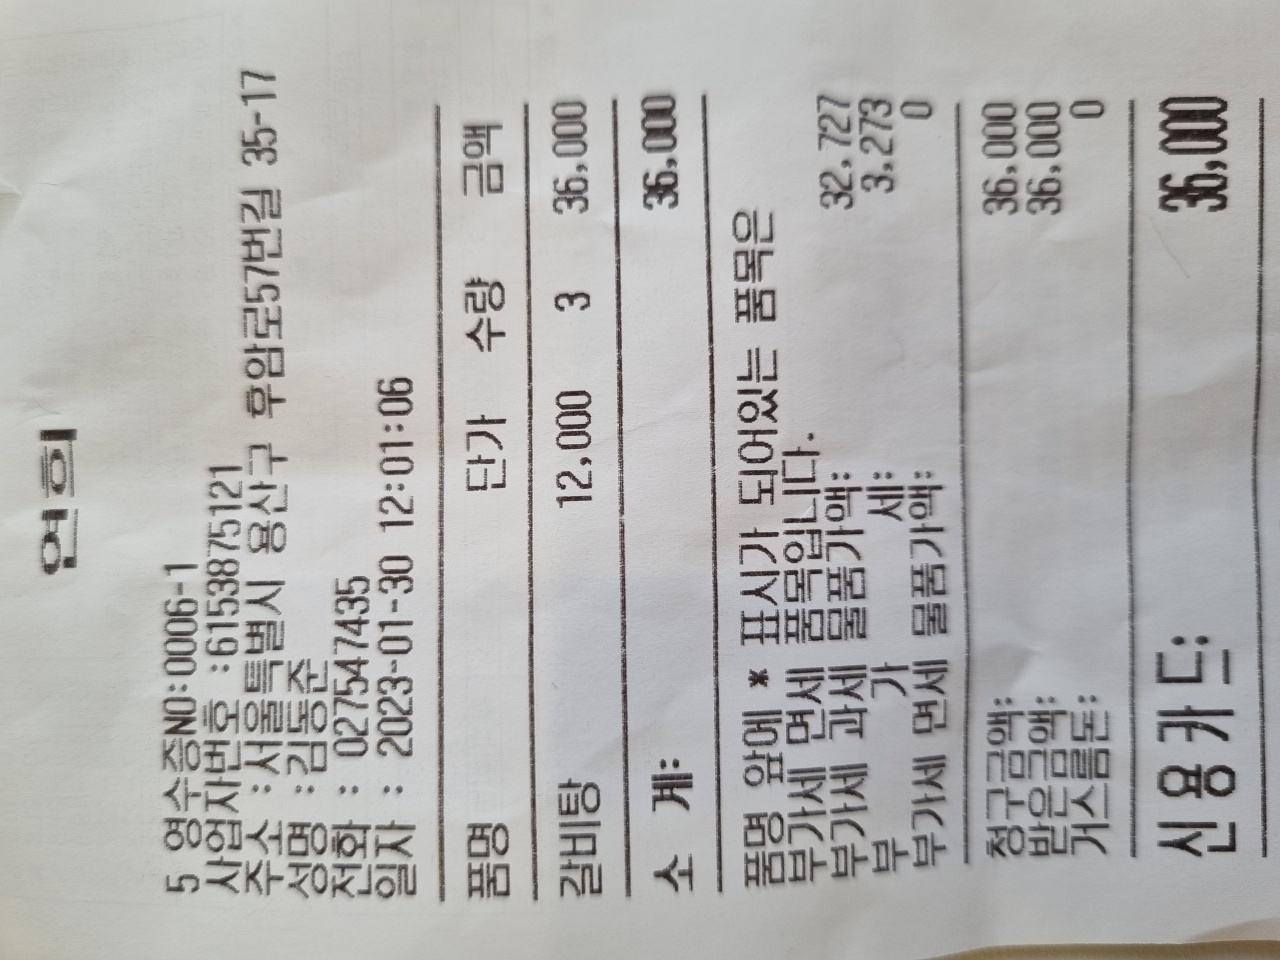 연희
5 영수증NO:0006-1
사업자번호 :6153875121
주소 :서울특별시 용산구 후암로57번길 35-17
성명 : 김동준
전화 : 027547435
일자 : 2023-01-30 12:01:06
품명 단가 수량 금액
갈비탕 12,000 3 36,000
소 계: 36,000
품명 앞에 * 표시가 되어있는 품목은
부가세 면세 품목입니다.
부가세 과세 물품가액: 32,727
부 가 세: 3,273
부가세 면세 물품가액: 0
청구금액: 36,000
받은금액: 36,000
거스름돈: 0
신용카드: 36,000